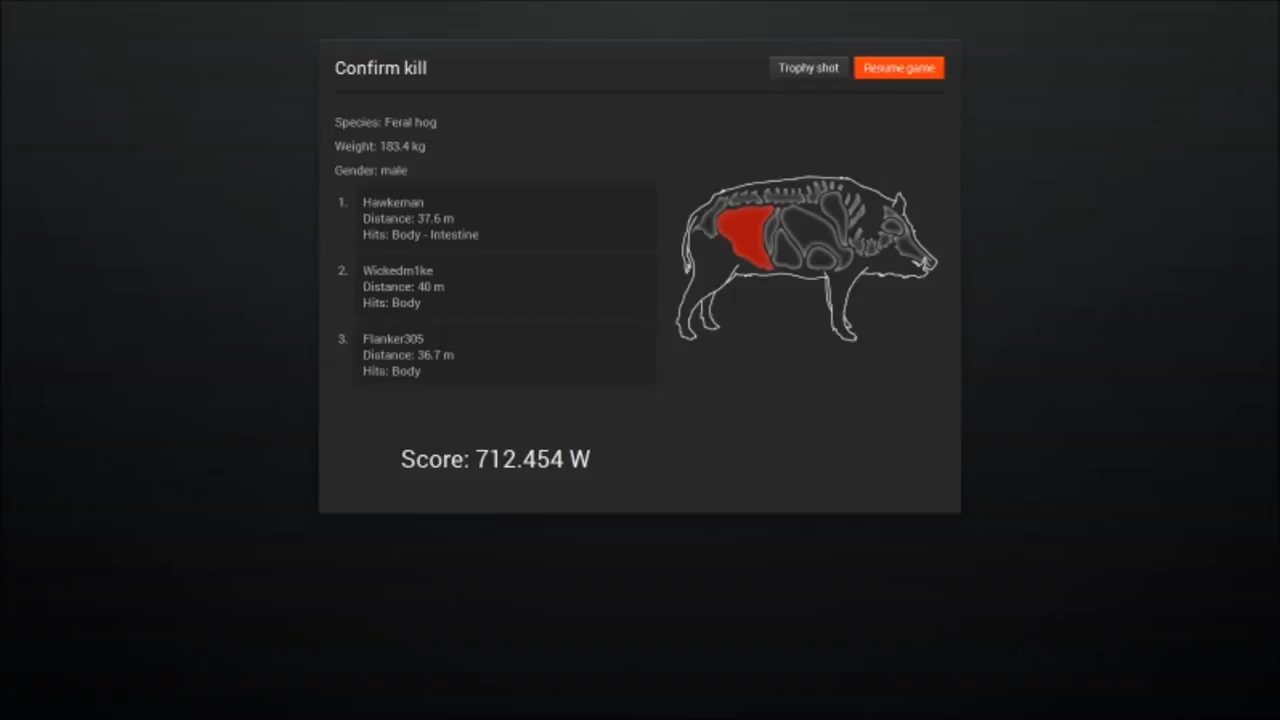 Confirm kill
Trophy shot
Resume game
Species: Feral hog
Weight: 183.4 kg
Gender: male
1. Hawkeman
Distance: 37.6 m
Hits: Body - Intestine
2. Wickedm1ke
Distance: 40 m
Hits: Body
3. Flanker305
Distance: 36.7 m
Hits: Body
Score: 712.454 W